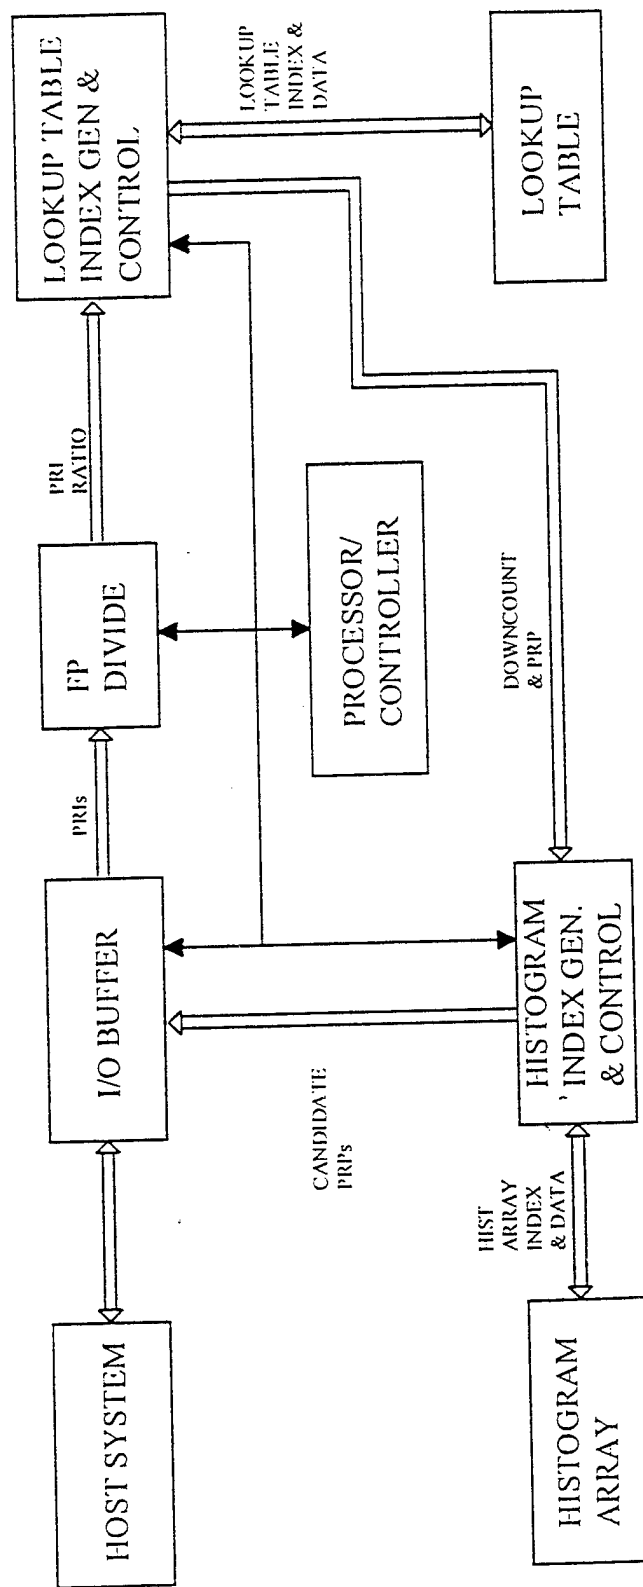 HOST SYSTEM
I/O BUFFER
PRIs
FP
DIVIDE
PRI
RATIO
LOOKUP TABLE
INDEX GEN &
CONTROL
LOOKUP
TABLE
INDEX &
DATA
CANDIDATE
PRPs
PROCESSOR/
CONTROLLER
DOWNCOUNT
& PRP
HISTOGRAM
ARRAY
HIST
ARRAY
INDEX
& DATA
HISTOGRAM
' INDEX GEN.
& CONTROL
LOOKUP
TABLE